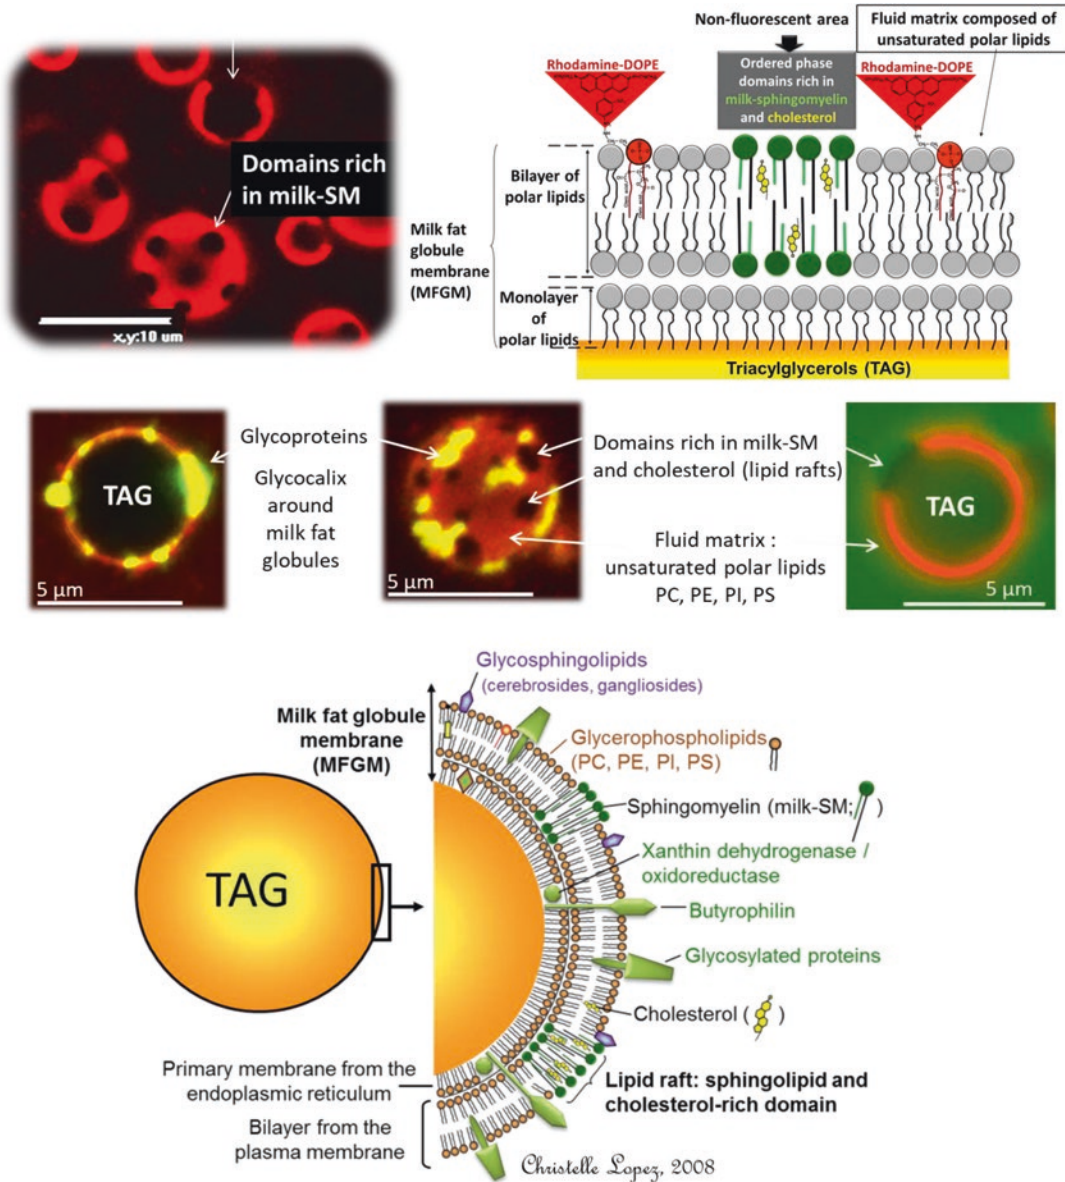 Domains rich
in milk-SM
x,y:10 um
Non-fluorescent area
Fluid matrix composed of
unsaturated polar lipids
Rhodamine-DOPE
Ordered phase
domains rich in
milk-sphingomyelin
and cholesterol
Rhodamine-DOPE
Bilayer of
polar lipids
Milk fat
globule
membrane
(MFGM)
Monolayer
of
polar lipids
Triacylglycerols (TAG)
TAG
5 µm
Glycoproteins
Glycocalix
around
milk fat
globules
5 µm
Domains rich in milk-SM
and cholesterol (lipid rafts)
Fluid matrix :
unsaturated polar lipids
PC, PE, PI, PS
TAG
5 µm
Glycosphingolipids
(cerebrosides, gangliosides)
Milk fat globule
membrane
(MFGM)
Glycerophospholipids
(PC, PE, PI, PS)
Sphingomyelin (milk-SM; )
Xanthin dehydrogenase /
oxidoreductase
TAG
Butyrophilin
Glycosylated proteins
Cholesterol ( )
Primary membrane from the
endoplasmic reticulum
Lipid raft: sphingolipid and
cholesterol-rich domain
Bilayer from the
plasma membrane
Christelle Lopez, 2008